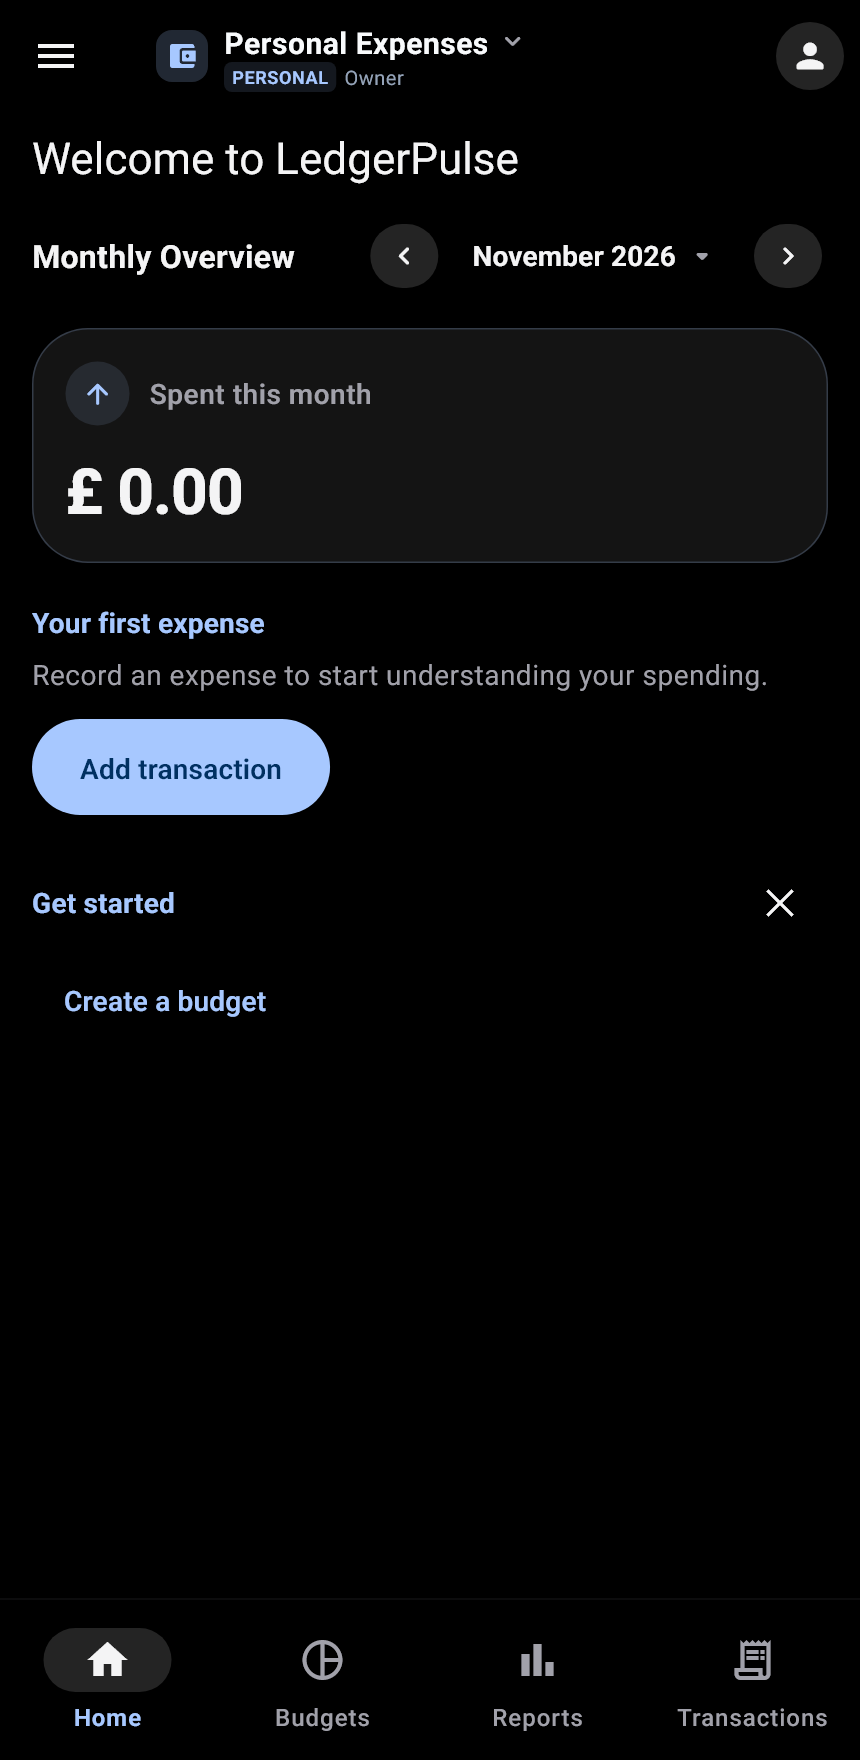 Personal Expenses
PERSONAL Owner
Welcome to LedgerPulse
Monthly Overview
November 2026
Spent this month
£ 0.00
Your first expense
Record an expense to start understanding your spending.
Add transaction
Get started
Create a budget
Home Budgets Reports Transactions